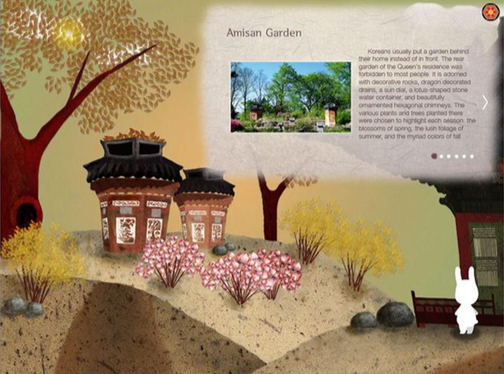 Amisan Garden
Koreans usually put a garden behind
their home instead of in front. The rear
garden of the Queen's residence was
forbidden to most people. It is adorned
with decorative rocks, dragon decorated
drains, a sun dial, a lotus-shaped stone
water container, and beautifully
ornamented hexagonal chimneys. The
various plants and trees planted there
were chosen to highlight each season: the
blossoms of spring, the lush foliage of
summer, and the myriad colors of fall.